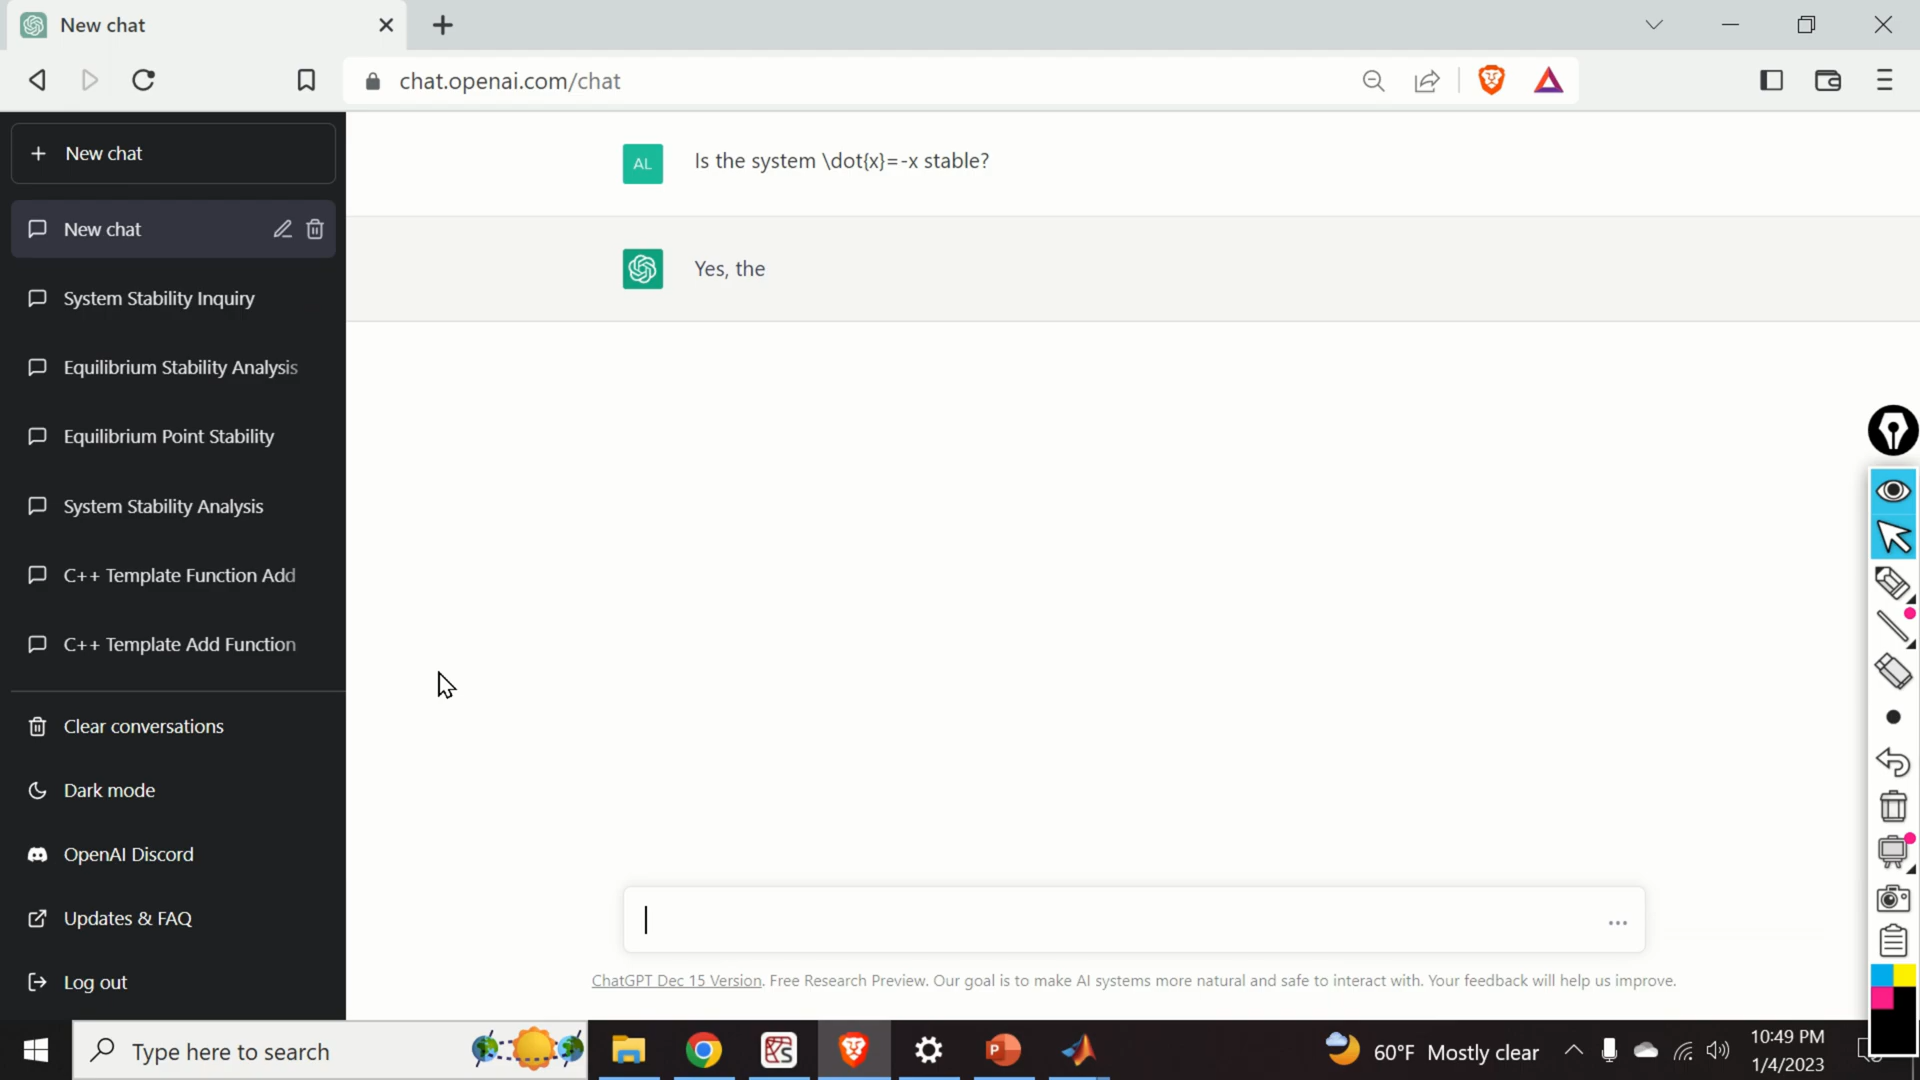 New chat
chat.openai.com/chat
New chat
New chat
System Stability Inquiry
Equilibrium Stability Analysis
Equilibrium Point Stability
System Stability Analysis
C++ Template Function Add
C++ Template Add Function
Clear conversations
Dark mode
OpenAI Discord
Updates & FAQ
Log out
AL
Is the system \dot{x}=-x stable?
Yes, the
ChatGPT Dec 15 Version. Free Research Preview. Our goal is to make AI systems more natural and safe to interact with. Your feedback will help us improve.
Type here to search
60°F Mostly clear
10:49 PM
1/4/2023